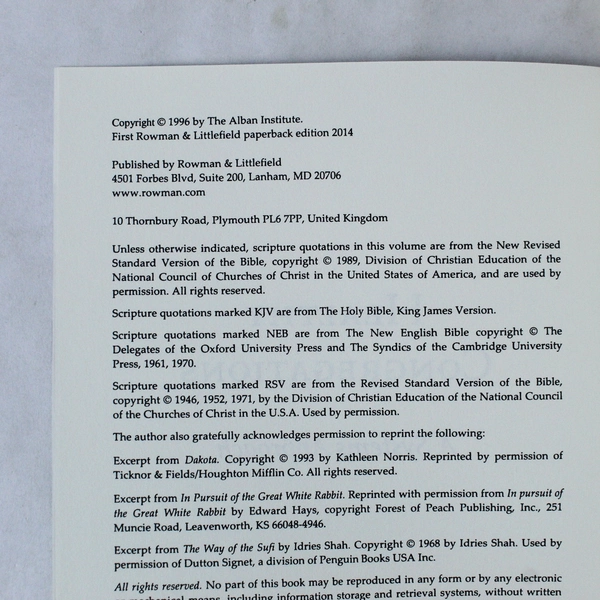 Copyright © 1996 by The Alban Institute.
First Rowman & Littlefield paperback edition 2014
Published by Rowman & Littlefield
4501 Forbes Blvd, Suite 200, Lanham, MD 20706
www.rowman.com
10 Thornbury Road, Plymouth PL6 7PP, United Kingdom
Unless otherwise indicated, scripture quotations in this volume are from the New Revised
Standard Version of the Bible, copyright © 1989, Division of Christian Education of the
National Council of Churches of Christ in the United States of America, and are used by
permission. All rights reserved.
Scripture quotations marked KJV are from The Holy Bible, King James Version.
Scripture quotations marked NEB are from The New English Bible copyright © The
Delegates of the Oxford University Press and The Syndics of the Cambridge University
Press, 1961, 1970.
Scripture quotations marked RSV are from the Revised Standard Version of the Bible,
copyright © 1946, 1952, 1971, by the Division of Christian Education of the National Council
of the Churches of Christ in the U.S.A. Used by permission.
The author also gratefully acknowledges permission to reprint the following:
Excerpt from Dakota. Copyright © 1993 by Kathleen Norris. Reprinted by permission of
Ticknor & Fields/Houghton Mifflin Co. All rights reserved.
Excerpt from In Pursuit of the Great White Rabbit. Reprinted with permission from In pursuit of
the Great White Rabbit by Edward Hays, copyright Forest of Peach Publishing, Inc., 251
Muncie Road, Leavenworth, KS 66048-4946.
Excerpt from The Way of the Sufi by Idries Shah. Copyright © 1968 by Idries Shah. Used by
permission of Dutton Signet, a division of Penguin Books USA Inc.
All rights reserved. No part of this book may be reproduced in any form or by any electronic
means, including information storage and retrieval systems, without written